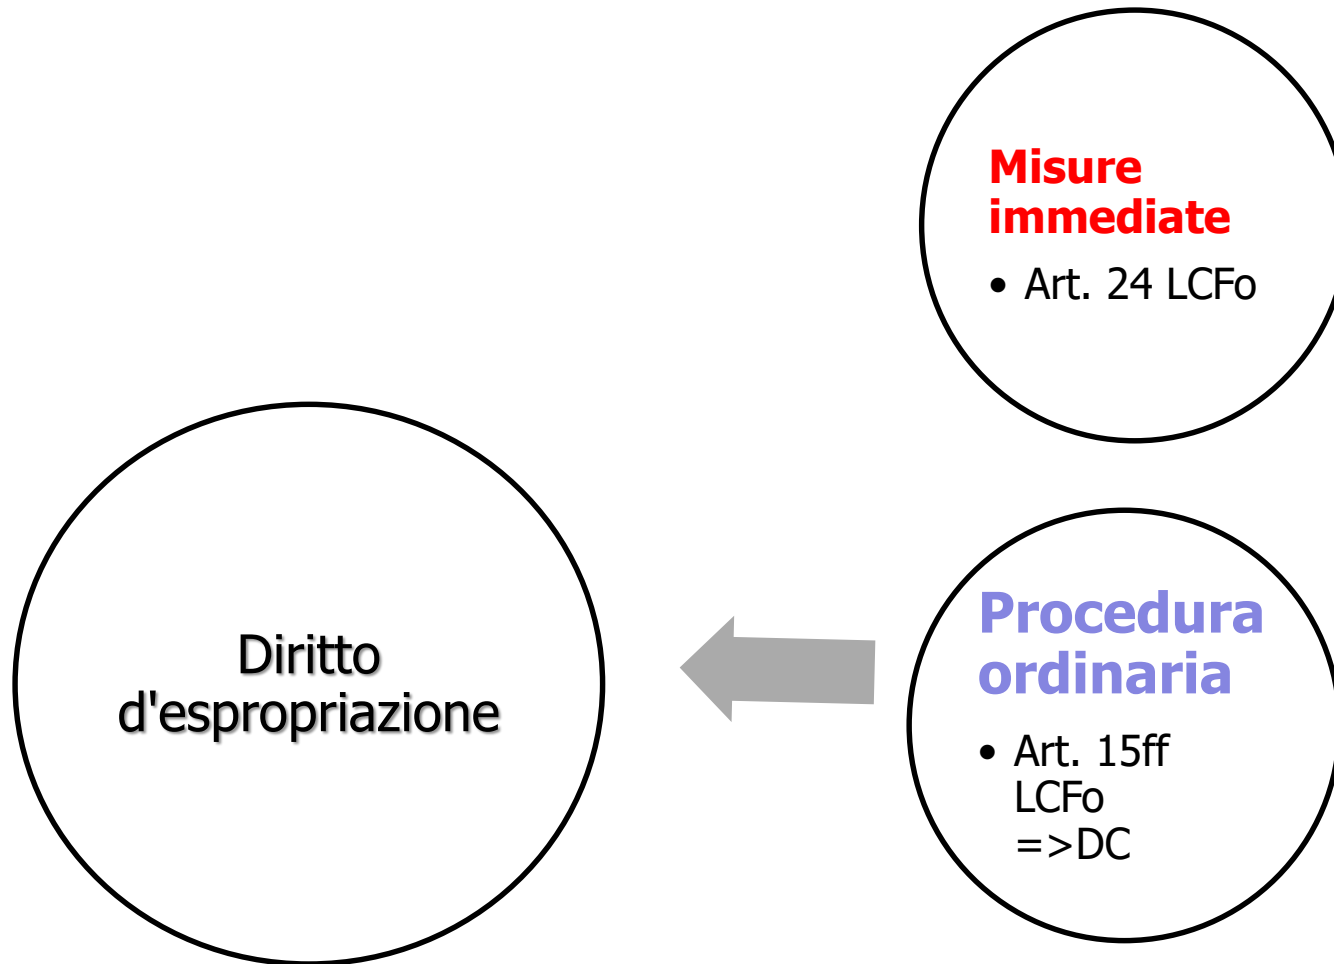 Misure
immediate
• Art. 24 LCFo
Diritto
d'espropriazione
Procedura
ordinaria
• Art. 15ff
LCFo
=>DC